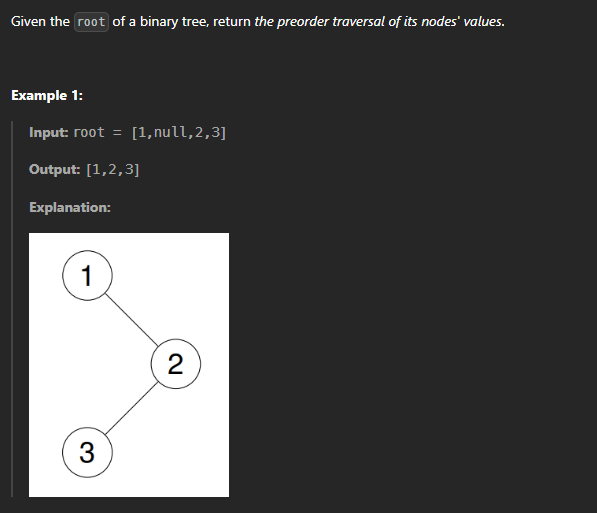 Given the root of a binary tree, return the preorder traversal of its nodes' values.
Example 1:
Input: root = [1,null,2,3]
Output: [1,2,3]
Explanation:
1
2
3